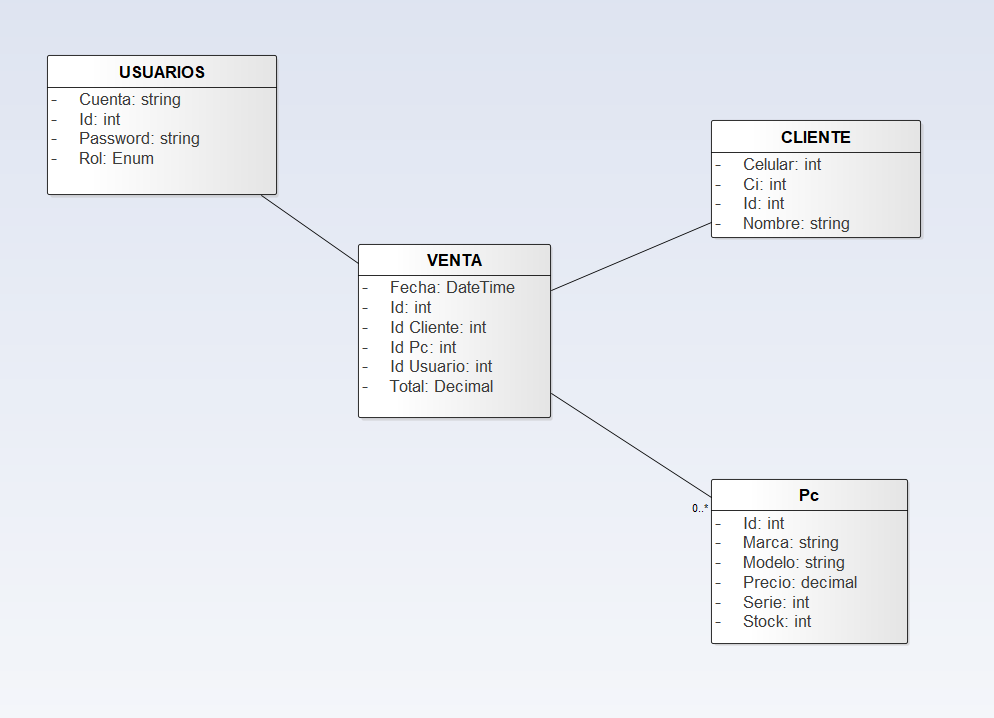 USUARIOS
- Cuenta: string
- Id: int
- Password: string
- Rol: Enum
CLIENTE
- Celular: int
- Ci: int
- Id: int
- Nombre: string
VENTA
- Fecha: DateTime
- Id: int
- Id Cliente: int
- Id Pc: int
- Id Usuario: int
- Total: Decimal
0..*
Pc
- Id: int
- Marca: string
- Modelo: string
- Precio: decimal
- Serie: int
- Stock: int